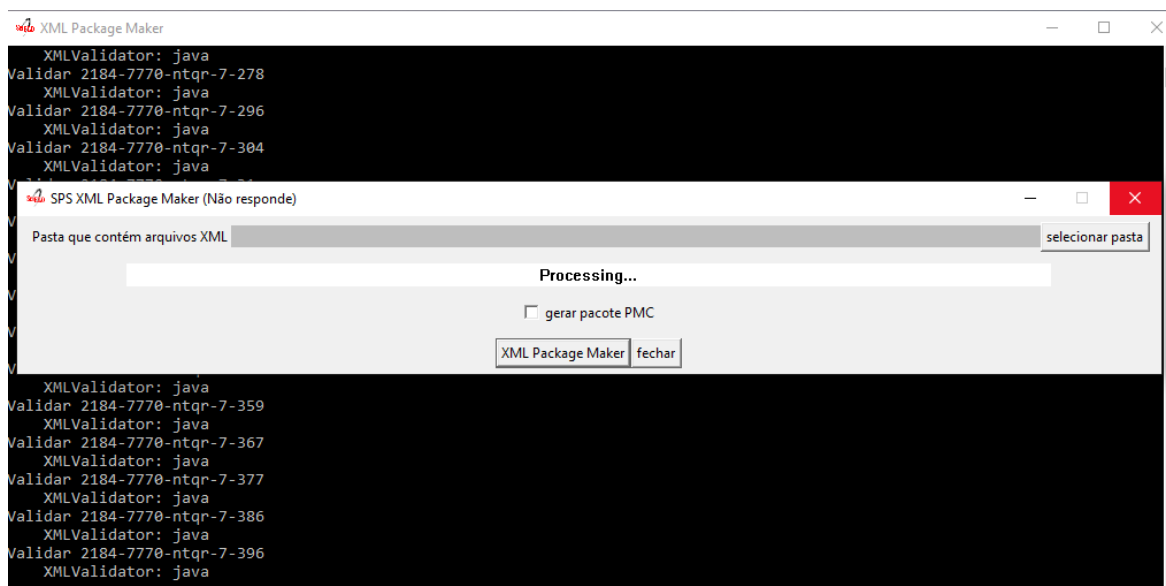 XML Package Maker
XMLValidator: java
Validar 2184-7770-ntqr-7-278
XMLValidator: java
Validar 2184-7770-ntqr-7-296
XMLValidator: java
Validar 2184-7770-ntqr-7-304
XMLValidator: java
SPS XML Package Maker (Não responde)
Pasta que contém arquivos XML selecionar pasta
Processing...
gerar pacote PMC
XML Package Maker fechar
XMLValidator: java
Validar 2184-7770-ntqr-7-359
XMLValidator: java
Validar 2184-7770-ntqr-7-367
XMLValidator: java
Validar 2184-7770-ntqr-7-377
XMLValidator: java
Validar 2184-7770-ntqr-7-386
XMLValidator: java
Validar 2184-7770-ntqr-7-396
XMLValidator: java